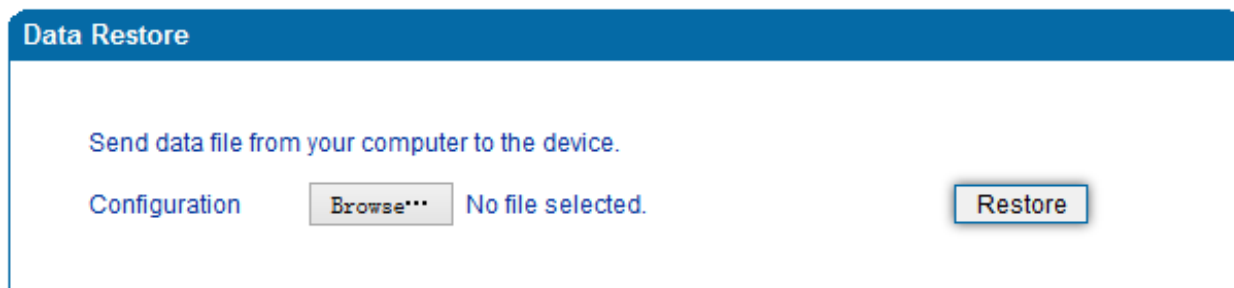 Data Restore
Send data file from your computer to the device.
Configuration Browse··· No file selected. Restore